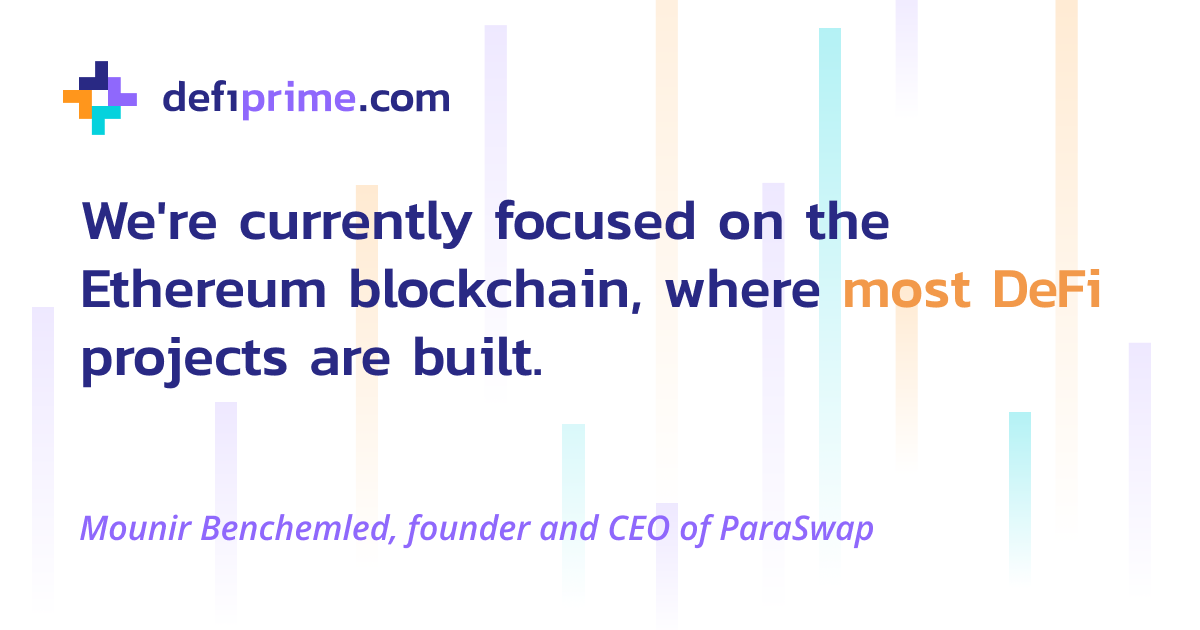 defiprime.com
We're currently focused on the
Ethereum blockchain, where most DeFi
projects are built.
Mounir Benchemled, founder and CEO of ParaSwap